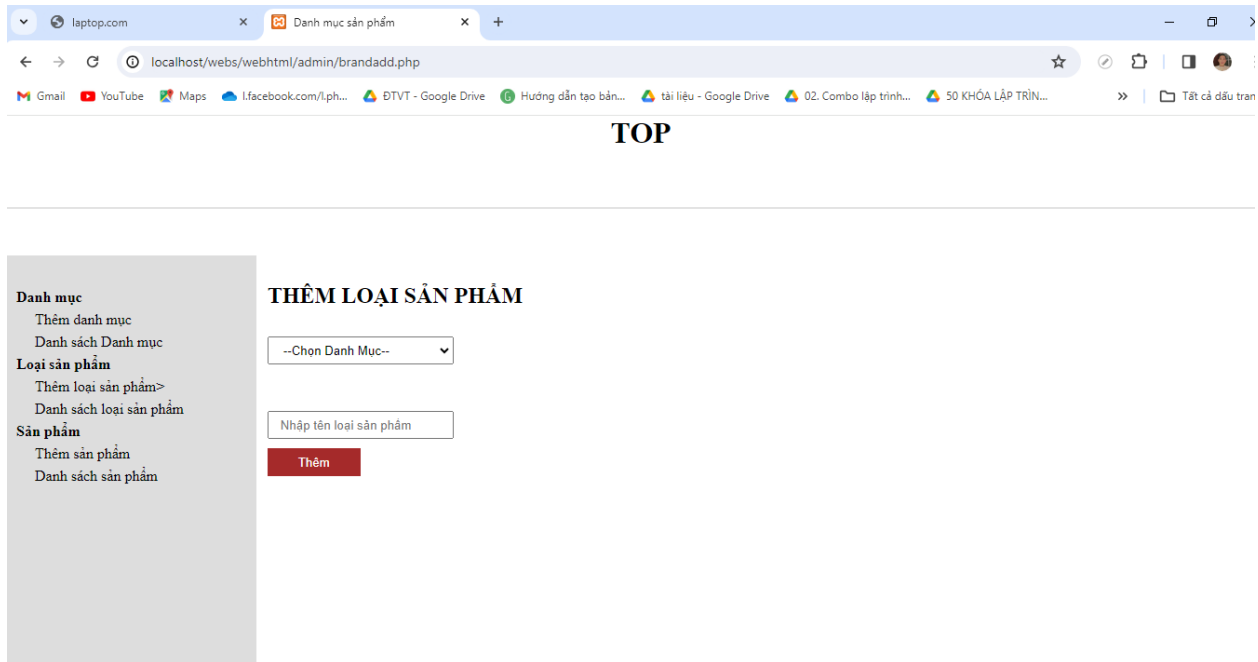 laptop.com
Danh mục sản phẩm
localhost/webs/webhtml/admin/brandadd.php
Gmail YouTube Maps l.facebook.com/l.ph... ĐTVT - Google Drive Hướng dẫn tạo bản... tài liệu - Google Drive 02. Combo lập trình... 50 KHÓA LẬP TRÌN... » Tất cả dấu tran
TOP
Danh mục
Thêm danh mục
Danh sách Danh mục
Loại sản phẩm
Thêm loại sản phẩm>
Danh sách loại sản phẩm
Sản phẩm
Thêm sản phẩm
Danh sách sản phẩm
THÊM LOẠI SẢN PHẨM
--Chọn Danh Mục--
Nhập tên loại sản phẩm
Thêm